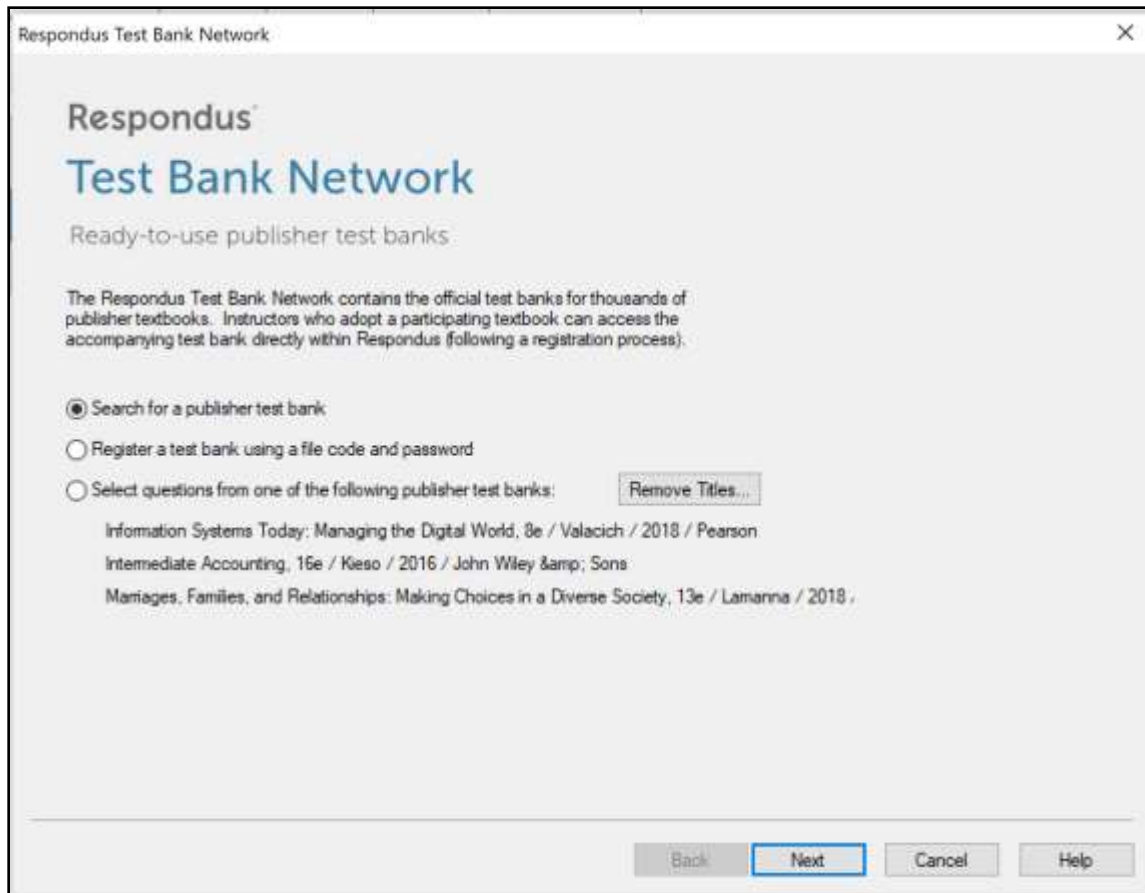 Respondus Test Bank Network
Respondus
Test Bank Network
Ready-to-use publisher test banks
The Respondus Test Bank Network contains the official test banks for thousands of
publisher textbooks. Instructors who adopt a participating textbook can access the
accompanying test bank directly within Respondus (following a registration process).
Search for a publisher test bank
Register a test bank using a file code and password
Select questions from one of the following publisher test banks: Remove Titles...
Information Systems Today: Managing the Digital World, 8e / Valacich / 2018 / Pearson
Intermediate Accounting, 16e / Kieso / 2016 / John Wiley &amp; Sons
Marriages, Families, and Relationships: Making Choices in a Diverse Society, 13e / Lamanna / 2018
Back Next Cancel Help